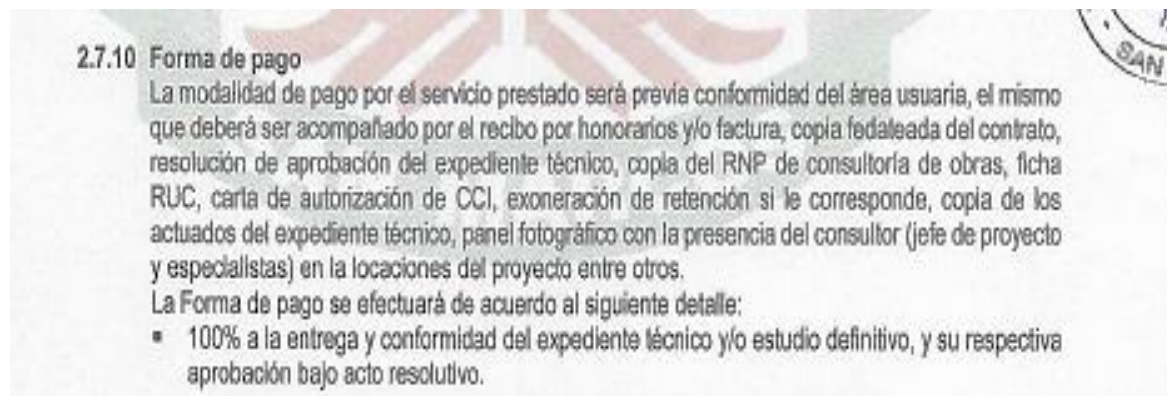 SAN
2.7.10 Forma de pago
La modalidad de pago por el servicio prestado será previa conformidad del área usuaria, el mismo
que deberá ser acompañado por el recibo por honorarios y/o factura, copia fedateada del contrato,
resolución de aprobación del expediente técnico, copia del RNP de consultoría de obras, ficha
RUC, carta de autorización de CCI, exoneración de retención si le corresponde, copia de los
actuados del expediente técnico, panel fotográfico con la presencia del consultor (jefe de proyecto
y especialistas) en la locaciones del proyecto entre otros.
La Forma de pago se efectuará de acuerdo al siguiente detalle:
▪ 100% a la entrega y conformidad del expediente técnico y/o estudio definitivo, y su respectiva
aprobación bajo acto resolutivo.